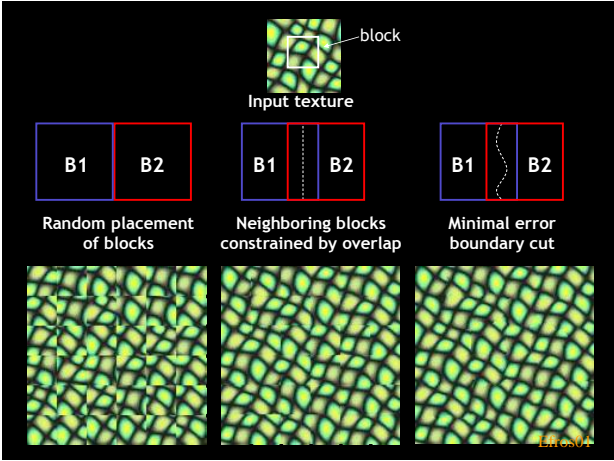 block
Input texture
B1 B2 B1 B2 B1 B2
Random placement
of blocks
Neighboring blocks
constrained by overlap
Minimal error
boundary cut
Efros01